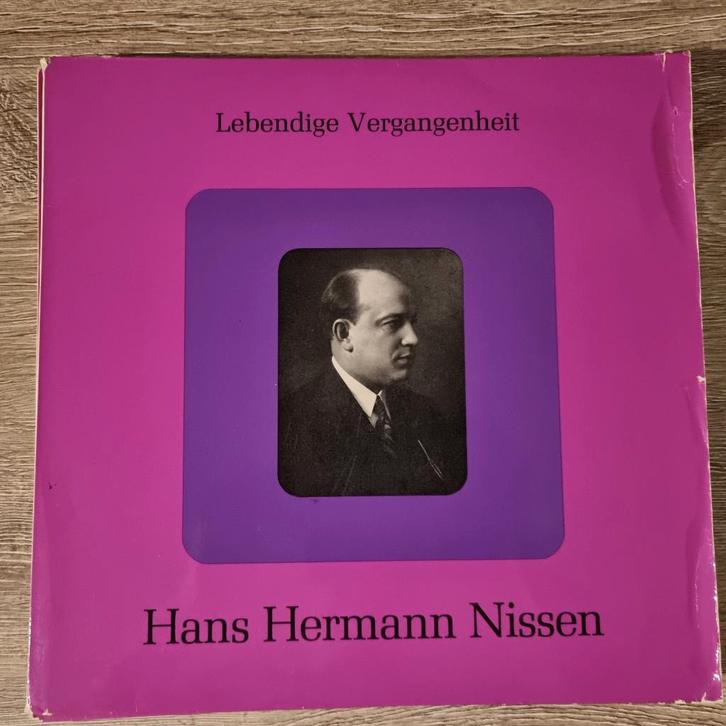 Lebendige Vergangenheit
Hans Hermann Nissen